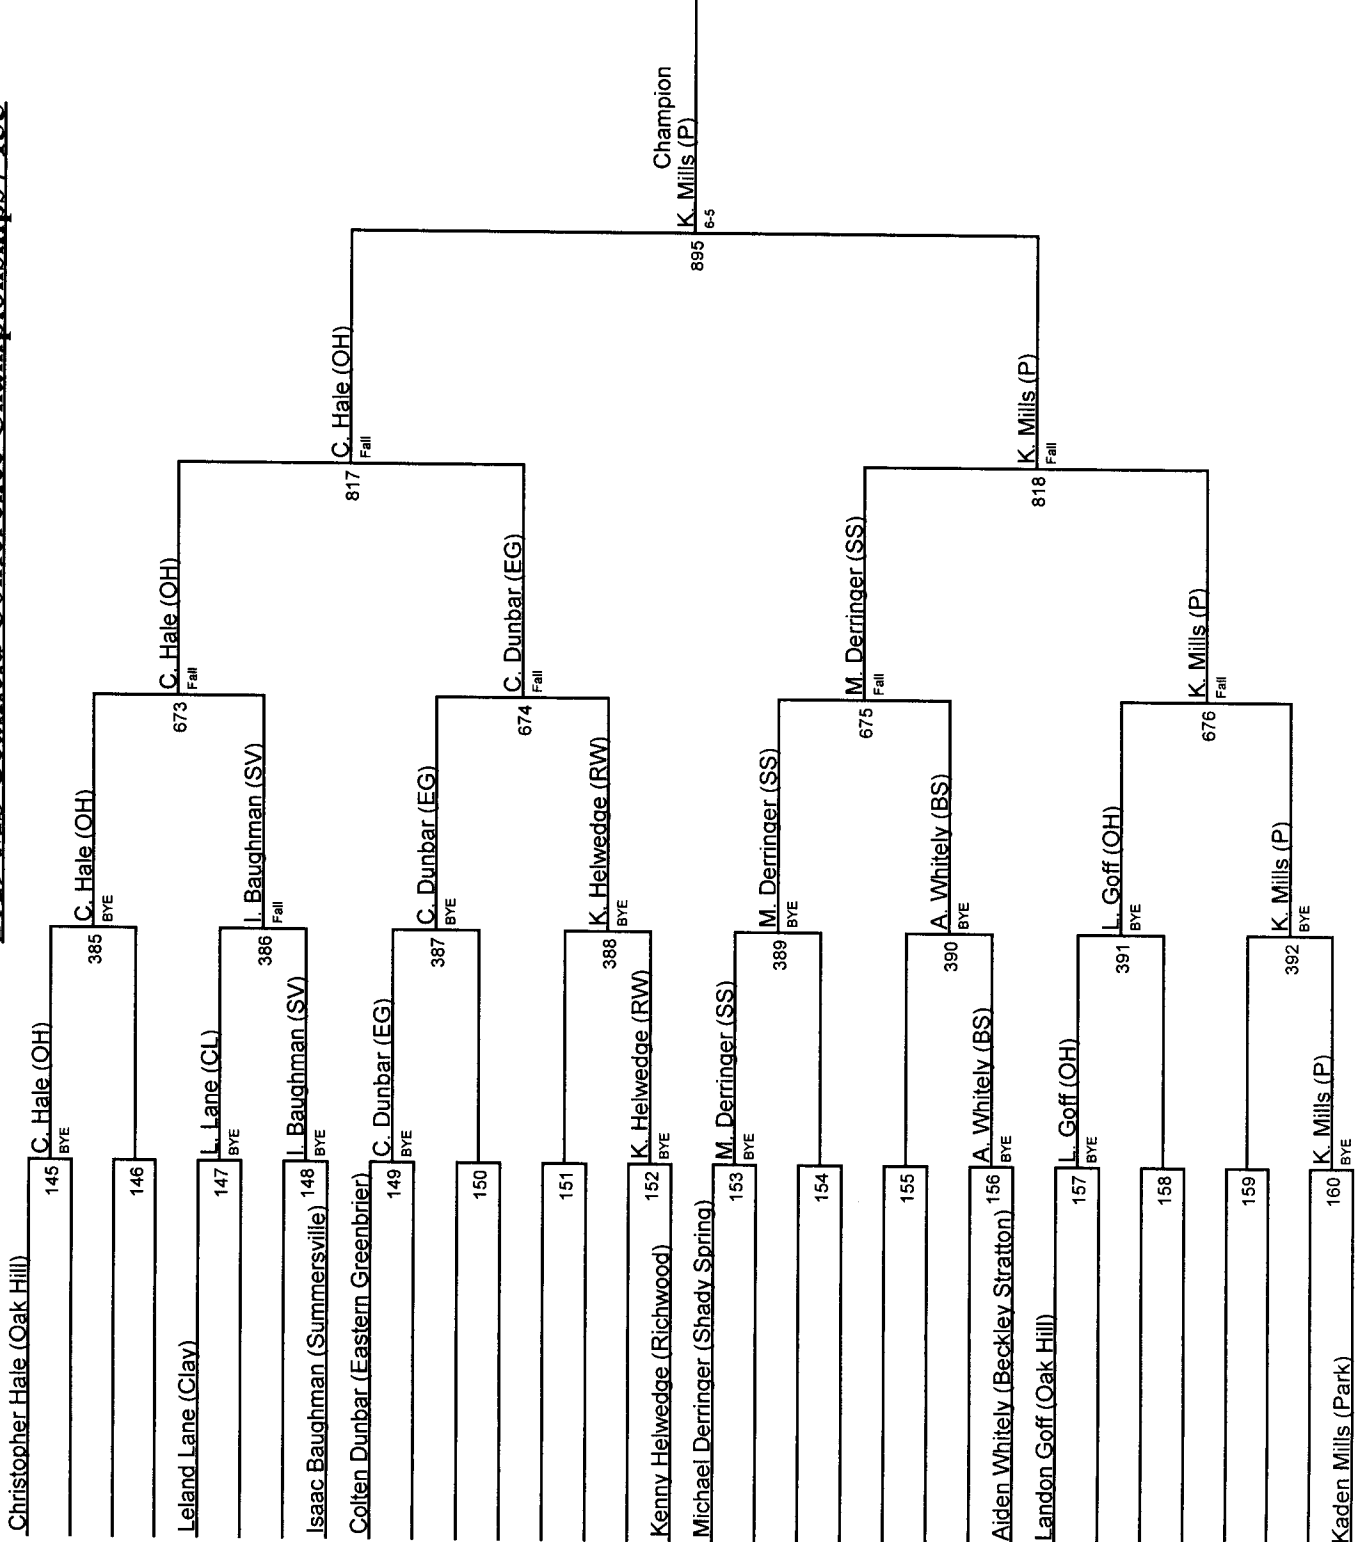 Christopher Hale (Oak Hill)
145
C. Hale (OH)
BYE
146
385
C. Hale (OH)
BYE
Leland Lane (Clay)
147
L. Lane (CL)
BYE
Isaac Baughman (Summersville)
148
I. Baughman (SV)
BYE
386
I. Baughman (SV)
Fall
673
C. Hale (OH)
Fall
Colten Dunbar (Eastern Greenbrier)
149
C. Dunbar (EG)
BYE
150
387
C. Dunbar (EG)
BYE
151
Kenny Helwedge (Richwood)
152
K. Helwedge (RW)
BYE
388
K. Helwedge (RW)
BYE
674
C. Dunbar (EG)
Fall
817
C. Hale (OH)
Fall
Michael Derringer (Shady Spring)
153
M. Derringer (SS)
BYE
154
389
M. Derringer (SS)
BYE
155
Aiden Whitely (Beckley Stratton)
156
A. Whitely (BS)
BYE
390
A. Whitely (BS)
BYE
675
M. Derringer (SS)
Fall
Landon Goff (Oak Hill)
157
L. Goff (OH)
BYE
158
391
L. Goff (OH)
BYE
159
Kaden Mills (Park)
160
K. Mills (P)
BYE
392
K. Mills (P)
BYE
676
K. Mills (P)
Fall
818
K. Mills (P)
Fall
895
Champion
K. Mills (P)
6-5